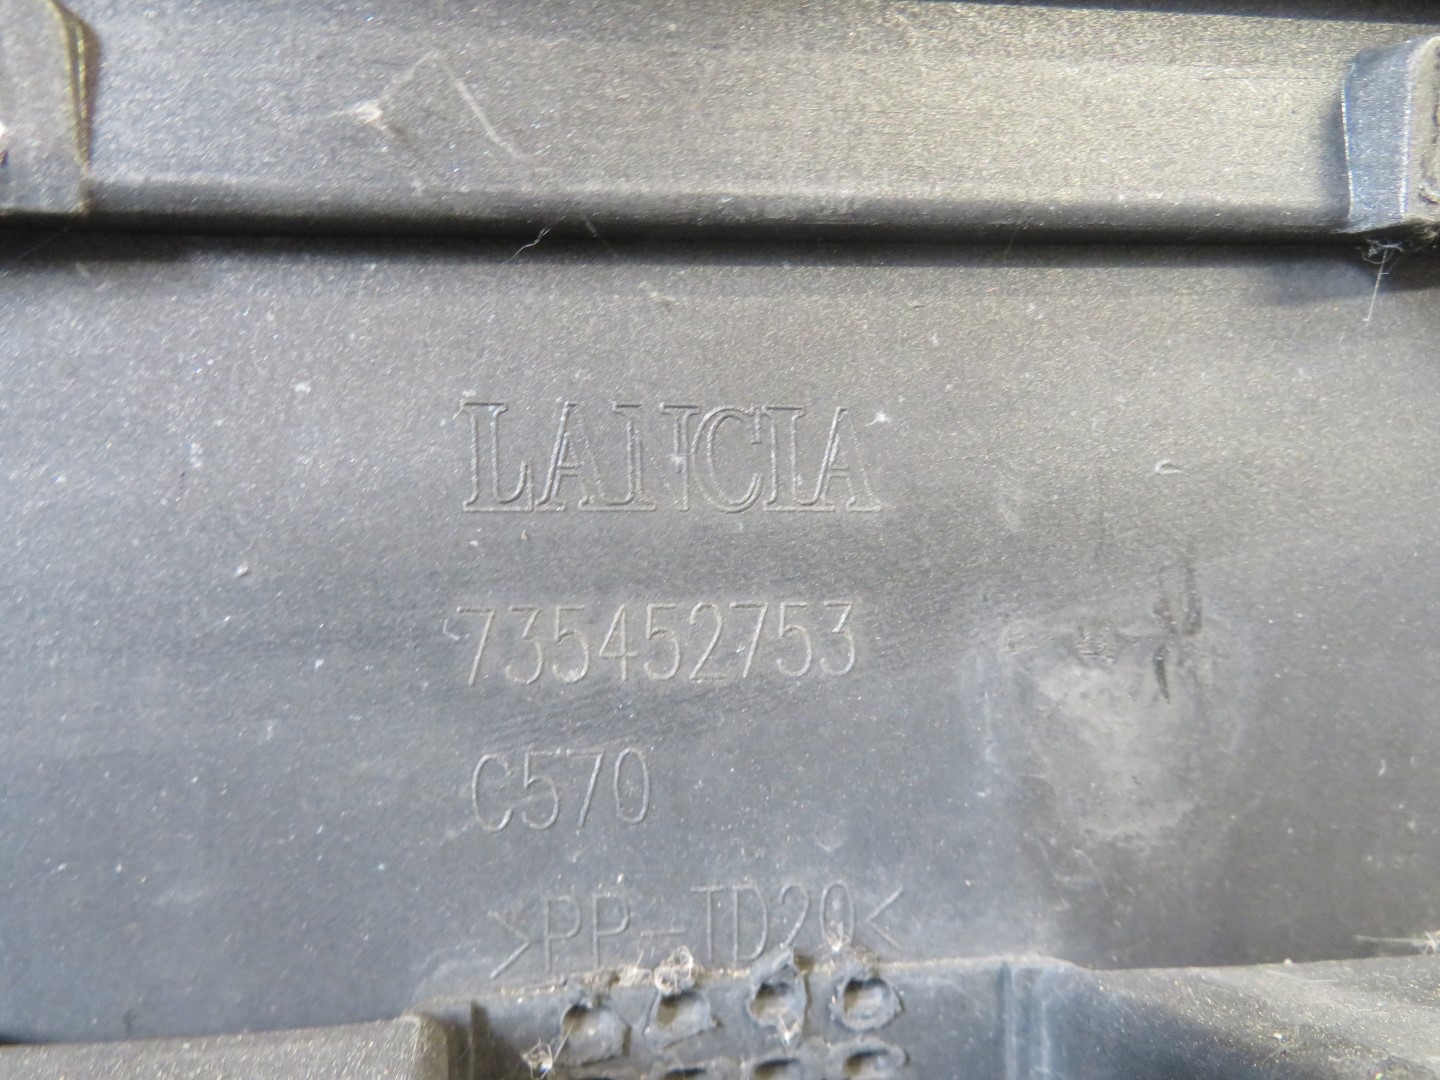 LANCIA
735452753
C570
>PP-TD20<